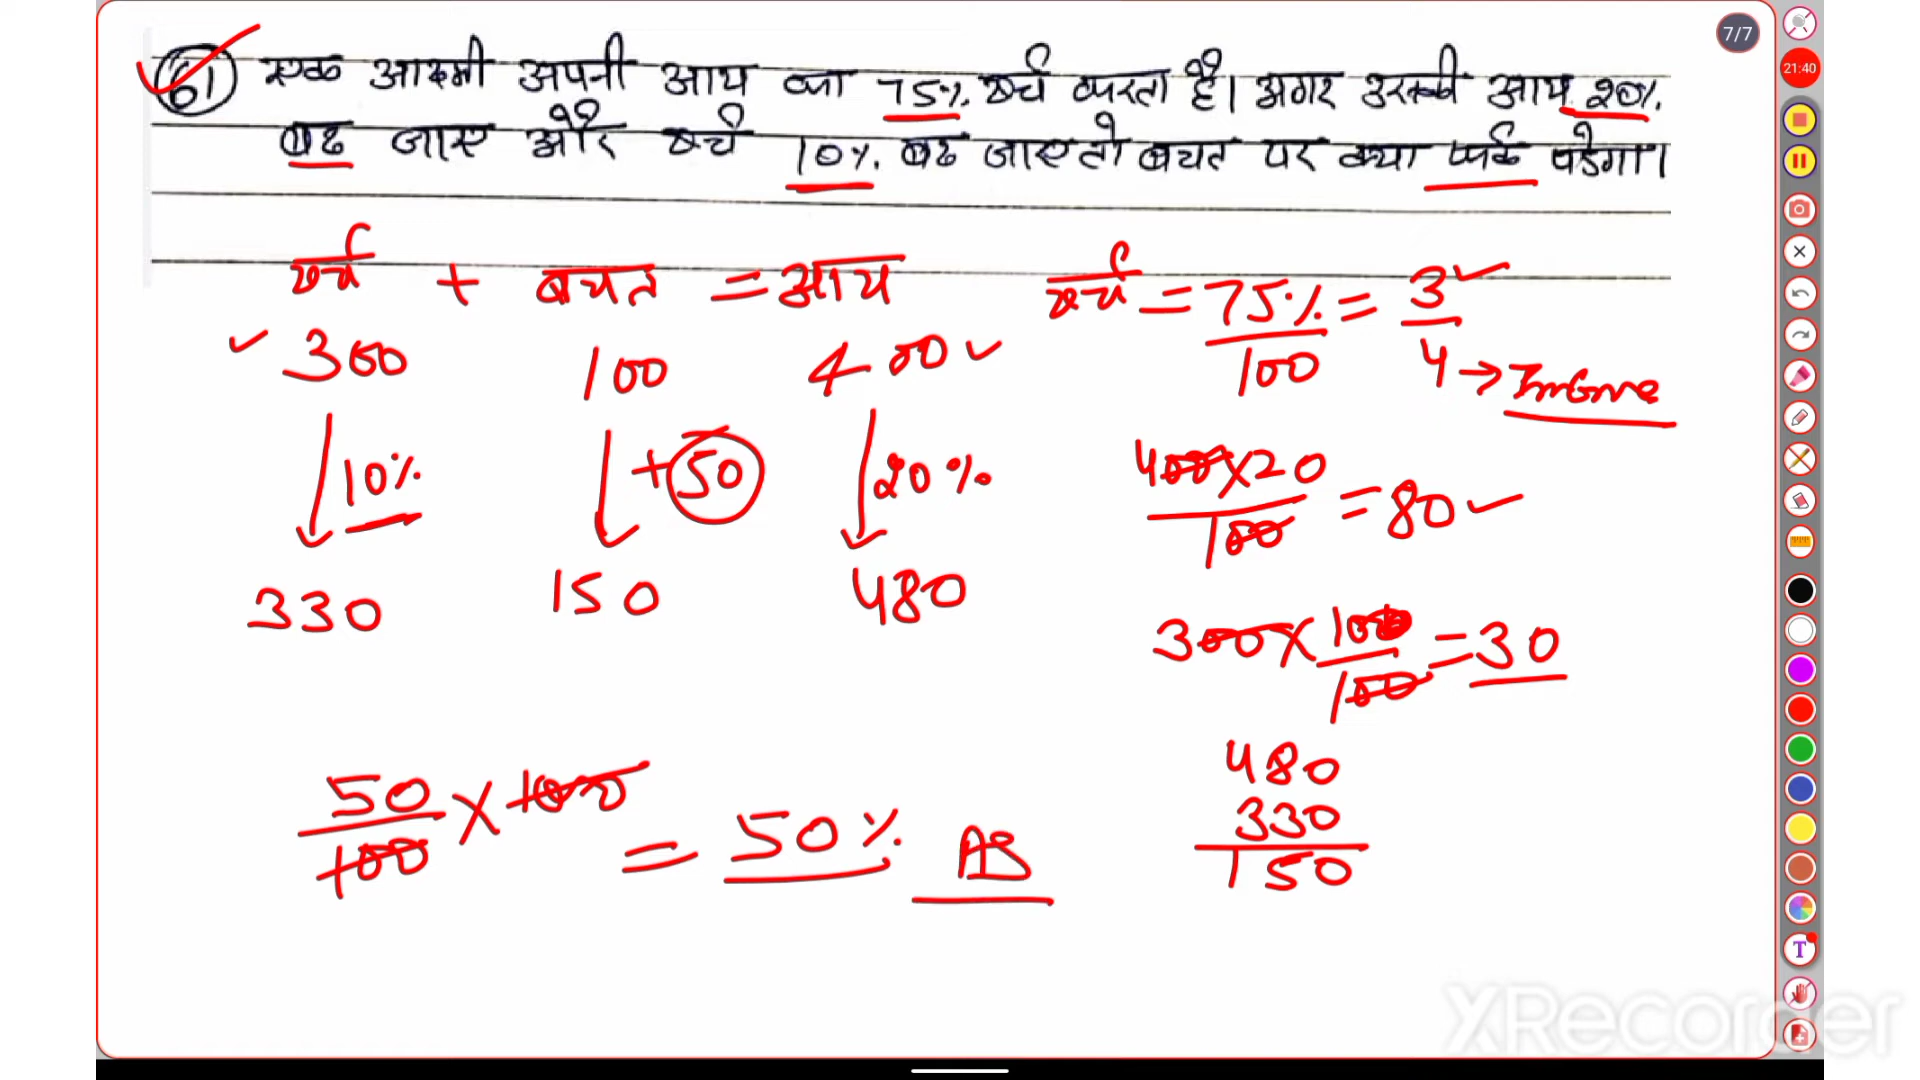 7/7
21:40
61 एक आदमी अपनी आय का 75% खर्च करता है। अगर उसकी आय 20%
बढ जाए और खर्च 10% बढ जाए तो बचत पर क्या फर्क पडेगा।
खर्च + बचत = आय
300 100 400
10% +50 20%
330 150 480
खर्च = 75%/100 = 3/4 → Income
400×20/100 = 80
300×100/100 = 30
480
330
150
50/100 × 100 = 50% AS
T
XRecorder